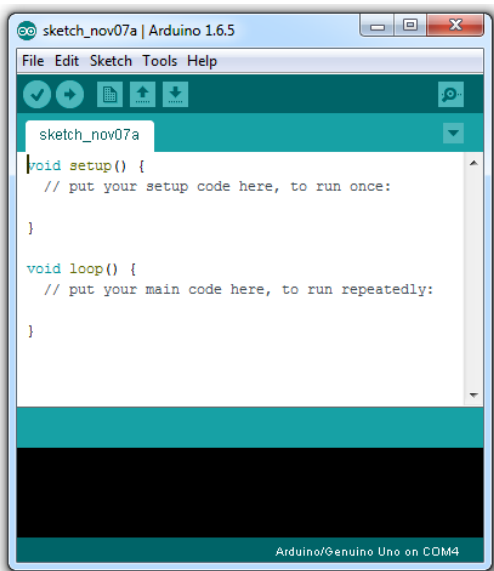 sketch_nov07a | Arduino 1.6.5
File Edit Sketch Tools Help
sketch_nov07a
void setup() {
  // put your setup code here, to run once:
}
void loop() {
  // put your main code here, to run repeatedly:
}
Arduino/Genuino Uno on COM4